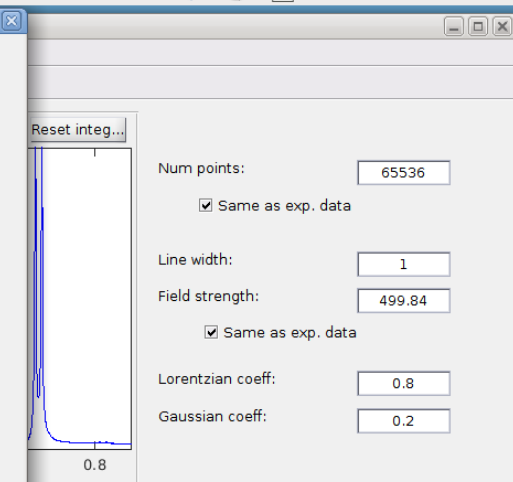 Reset integ...
Num points:
65536
Same as exp. data
Line width:
1
Field strength:
499.84
Same as exp. data
Lorentzian coeff:
0.8
Gaussian coeff:
0.2
0.8